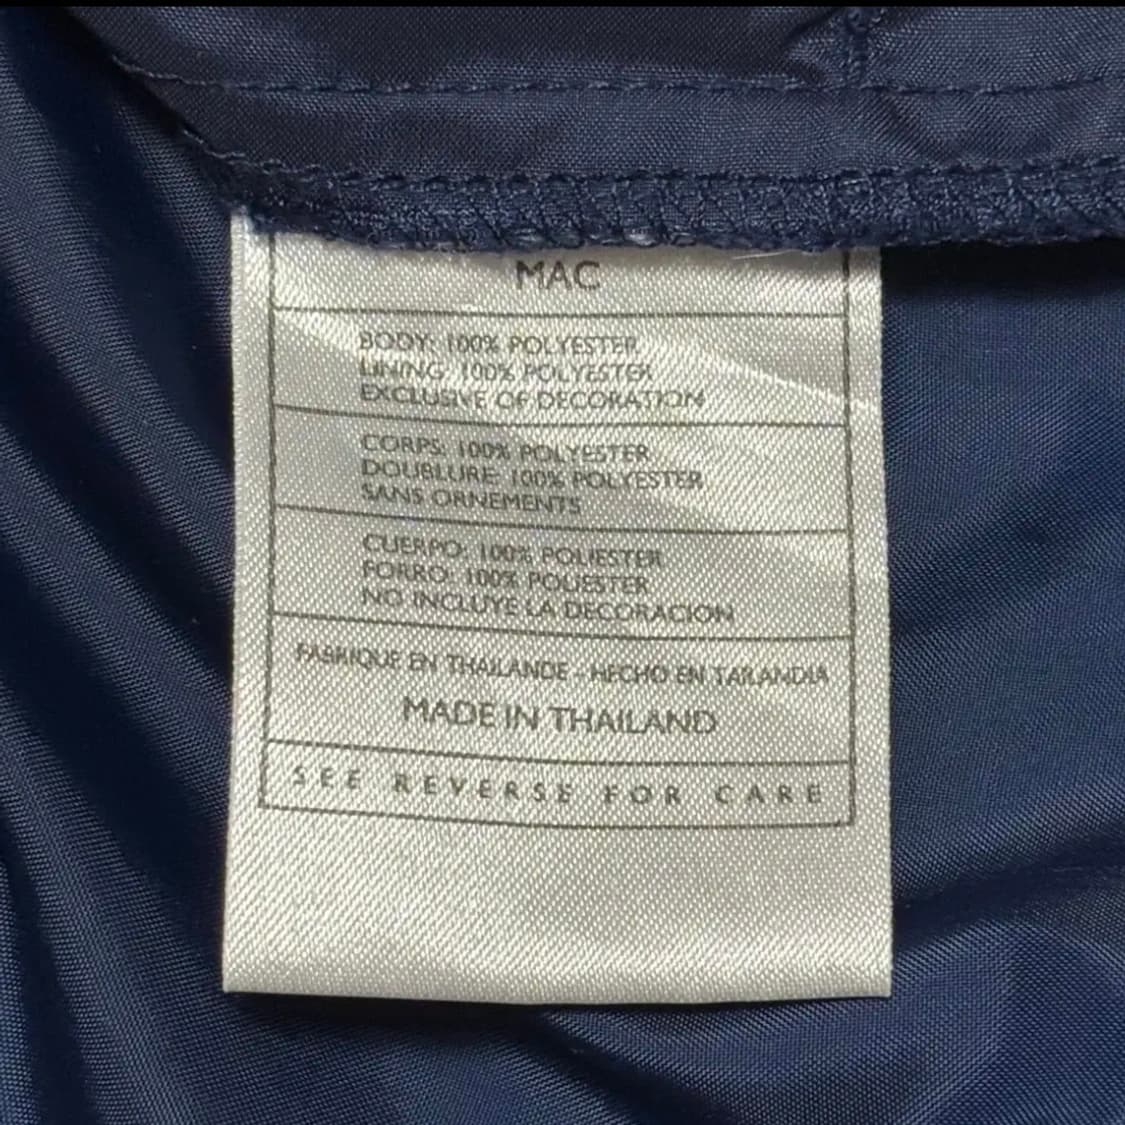 MAC
BODY: 100% POLYESTER
LINING: 100% POLYESTER
EXCLUSIVE OF DECORATION
CORPS: 100% POLYESTER
DOUBLURE: 100% POLYESTER
SANS ORNEMENTS
CUERPO: 100% POLIESTER
FORRO: 100% POLIESTER
NO INCLUYE LA DECORACION
FABRIQUE EN THAILANDE - HECHO EN TAILANDIA
MADE IN THAILAND
SEE REVERSE FOR CARE